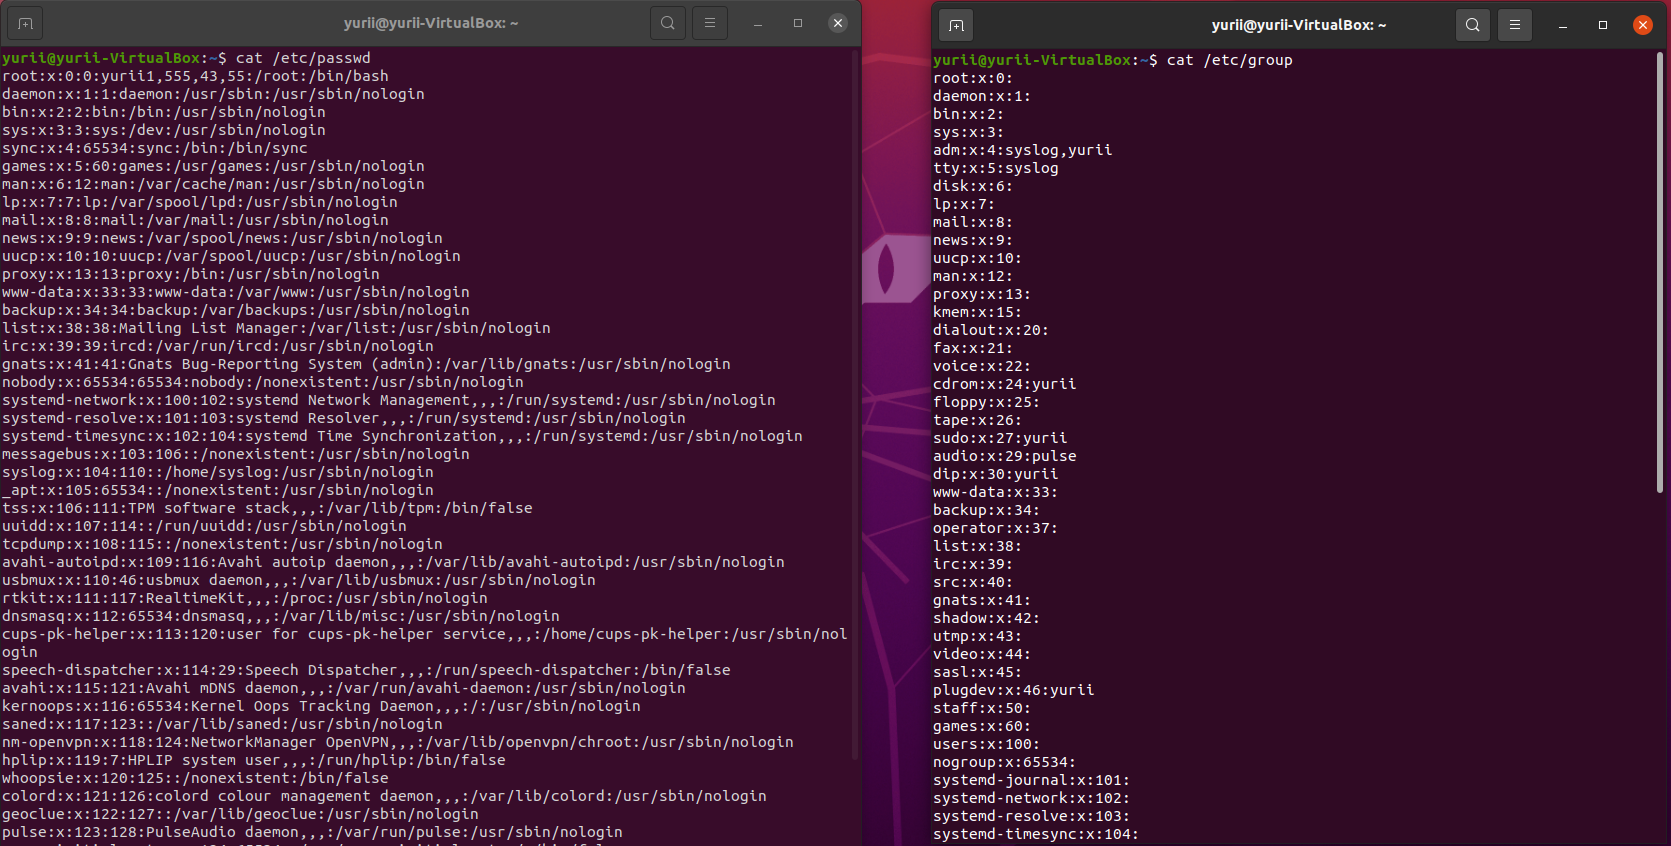 yurii@yurii-VirtualBox: ~
yurii@yurii-VirtualBox:~$ cat /etc/passwd
root:x:0:0:yurii1,555,43,55:/root:/bin/bash
daemon:x:1:1:daemon:/usr/sbin:/usr/sbin/nologin
bin:x:2:2:bin:/bin:/usr/sbin/nologin
sys:x:3:3:sys:/dev:/usr/sbin/nologin
sync:x:4:65534:sync:/bin:/bin/sync
games:x:5:60:games:/usr/games:/usr/sbin/nologin
man:x:6:12:man:/var/cache/man:/usr/sbin/nologin
lp:x:7:7:lp:/var/spool/lpd:/usr/sbin/nologin
mail:x:8:8:mail:/var/mail:/usr/sbin/nologin
news:x:9:9:news:/var/spool/news:/usr/sbin/nologin
uucp:x:10:10:uucp:/var/spool/uucp:/usr/sbin/nologin
proxy:x:13:13:proxy:/bin:/usr/sbin/nologin
www-data:x:33:33:www-data:/var/www:/usr/sbin/nologin
backup:x:34:34:backup:/var/backups:/usr/sbin/nologin
list:x:38:38:Mailing List Manager:/var/list:/usr/sbin/nologin
irc:x:39:39:ircd:/var/run/ircd:/usr/sbin/nologin
gnats:x:41:41:Gnats Bug-Reporting System (admin):/var/lib/gnats:/usr/sbin/nologin
nobody:x:65534:65534:nobody:/nonexistent:/usr/sbin/nologin
systemd-network:x:100:102:systemd Network Management,,,:/run/systemd:/usr/sbin/nologin
systemd-resolve:x:101:103:systemd Resolver,,,:/run/systemd:/usr/sbin/nologin
systemd-timesync:x:102:104:systemd Time Synchronization,,,:/run/systemd:/usr/sbin/nologin
messagebus:x:103:106::/nonexistent:/usr/sbin/nologin
syslog:x:104:110::/home/syslog:/usr/sbin/nologin
_apt:x:105:65534::/nonexistent:/usr/sbin/nologin
tss:x:106:111:TPM software stack,,,:/var/lib/tpm:/bin/false
uuidd:x:107:114::/run/uuidd:/usr/sbin/nologin
tcpdump:x:108:115::/nonexistent:/usr/sbin/nologin
avahi-autoipd:x:109:116:Avahi autoip daemon,,,:/var/lib/avahi-autoipd:/usr/sbin/nologin
usbmux:x:110:46:usbmux daemon,,,:/var/lib/usbmux:/usr/sbin/nologin
rtkit:x:111:117:RealtimeKit,,,:/proc:/usr/sbin/nologin
dnsmasq:x:112:65534:dnsmasq,,,:/var/lib/misc:/usr/sbin/nologin
cups-pk-helper:x:113:120:user for cups-pk-helper service,,,:/home/cups-pk-helper:/usr/sbin/nol
ogin
speech-dispatcher:x:114:29:Speech Dispatcher,,,:/run/speech-dispatcher:/bin/false
avahi:x:115:121:Avahi mDNS daemon,,,:/var/run/avahi-daemon:/usr/sbin/nologin
kernoops:x:116:65534:Kernel Oops Tracking Daemon,,,:/:/usr/sbin/nologin
saned:x:117:123::/var/lib/saned:/usr/sbin/nologin
nm-openvpn:x:118:124:NetworkManager OpenVPN,,,:/var/lib/openvpn/chroot:/usr/sbin/nologin
hplip:x:119:7:HPLIP system user,,,:/run/hplip:/bin/false
whoopsie:x:120:125::/nonexistent:/bin/false
colord:x:121:126:colord colour management daemon,,,:/var/lib/colord:/usr/sbin/nologin
geoclue:x:122:127::/var/lib/geoclue:/usr/sbin/nologin
pulse:x:123:128:PulseAudio daemon,,,:/var/run/pulse:/usr/sbin/nologin
yurii@yurii-VirtualBox: ~
yurii@yurii-VirtualBox:~$ cat /etc/group
root:x:0:
daemon:x:1:
bin:x:2:
sys:x:3:
adm:x:4:syslog,yurii
tty:x:5:syslog
disk:x:6:
lp:x:7:
mail:x:8:
news:x:9:
uucp:x:10:
man:x:12:
proxy:x:13:
kmem:x:15:
dialout:x:20:
fax:x:21:
voice:x:22:
cdrom:x:24:yurii
floppy:x:25:
tape:x:26:
sudo:x:27:yurii
audio:x:29:pulse
dip:x:30:yurii
www-data:x:33:
backup:x:34:
operator:x:37:
list:x:38:
irc:x:39:
src:x:40:
gnats:x:41:
shadow:x:42:
utmp:x:43:
video:x:44:
sasl:x:45:
plugdev:x:46:yurii
staff:x:50:
games:x:60:
users:x:100:
nogroup:x:65534:
systemd-journal:x:101:
systemd-network:x:102:
systemd-resolve:x:103:
systemd-timesync:x:104: